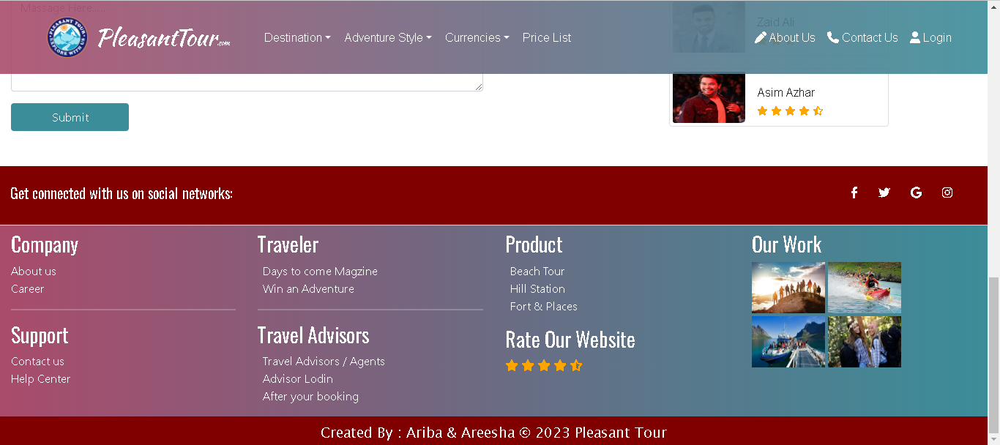 Massage Here......
PLEASANT TOUR
EXPLORE WITH US
PleasantTour.com
Destination
Adventure Style
Currencies
Price List
Zaid Ali
About Us
Contact Us
Login
Asim Azhar
Submit
Get connected with us on social networks:
Company
About us
Career
Support
Contact us
Help Center
Traveler
Days to come Magzine
Win an Adventure
Travel Advisors
Travel Advisors / Agents
Advisor Lodin
After your booking
Product
Beach Tour
Hill Station
Fort & Places
Rate Our Website
Our Work
Created By : Ariba & Areesha © 2023 Pleasant Tour